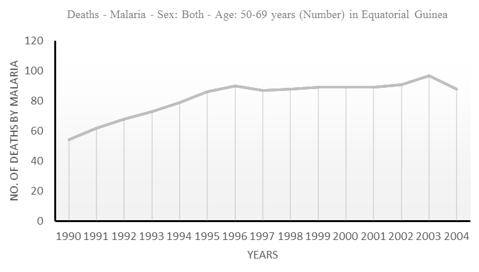 Deaths - Malaria - Sex: Both - Age: 50-69 years (Number) in Equatorial Guinea
120
100
80
60
40
20
0
NO. OF DEATHS BY MALARIA
1990 1991 1992 1993 1994 1995 1996 1997 1998 1999 2000 2001 2002 2003 2004
YEARS